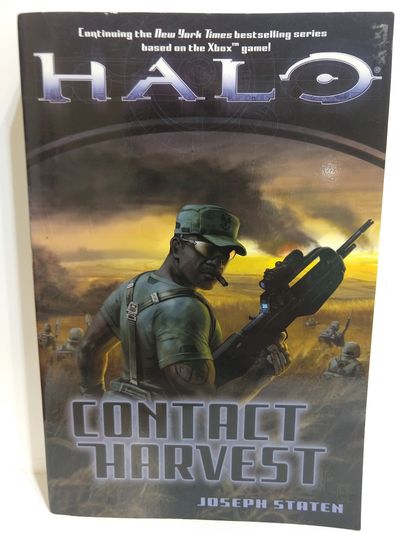 Continuing the New York Times bestselling series
based on the Xbox™ game!
HALO®
CONTACT
HARVEST
JOSEPH STATEN